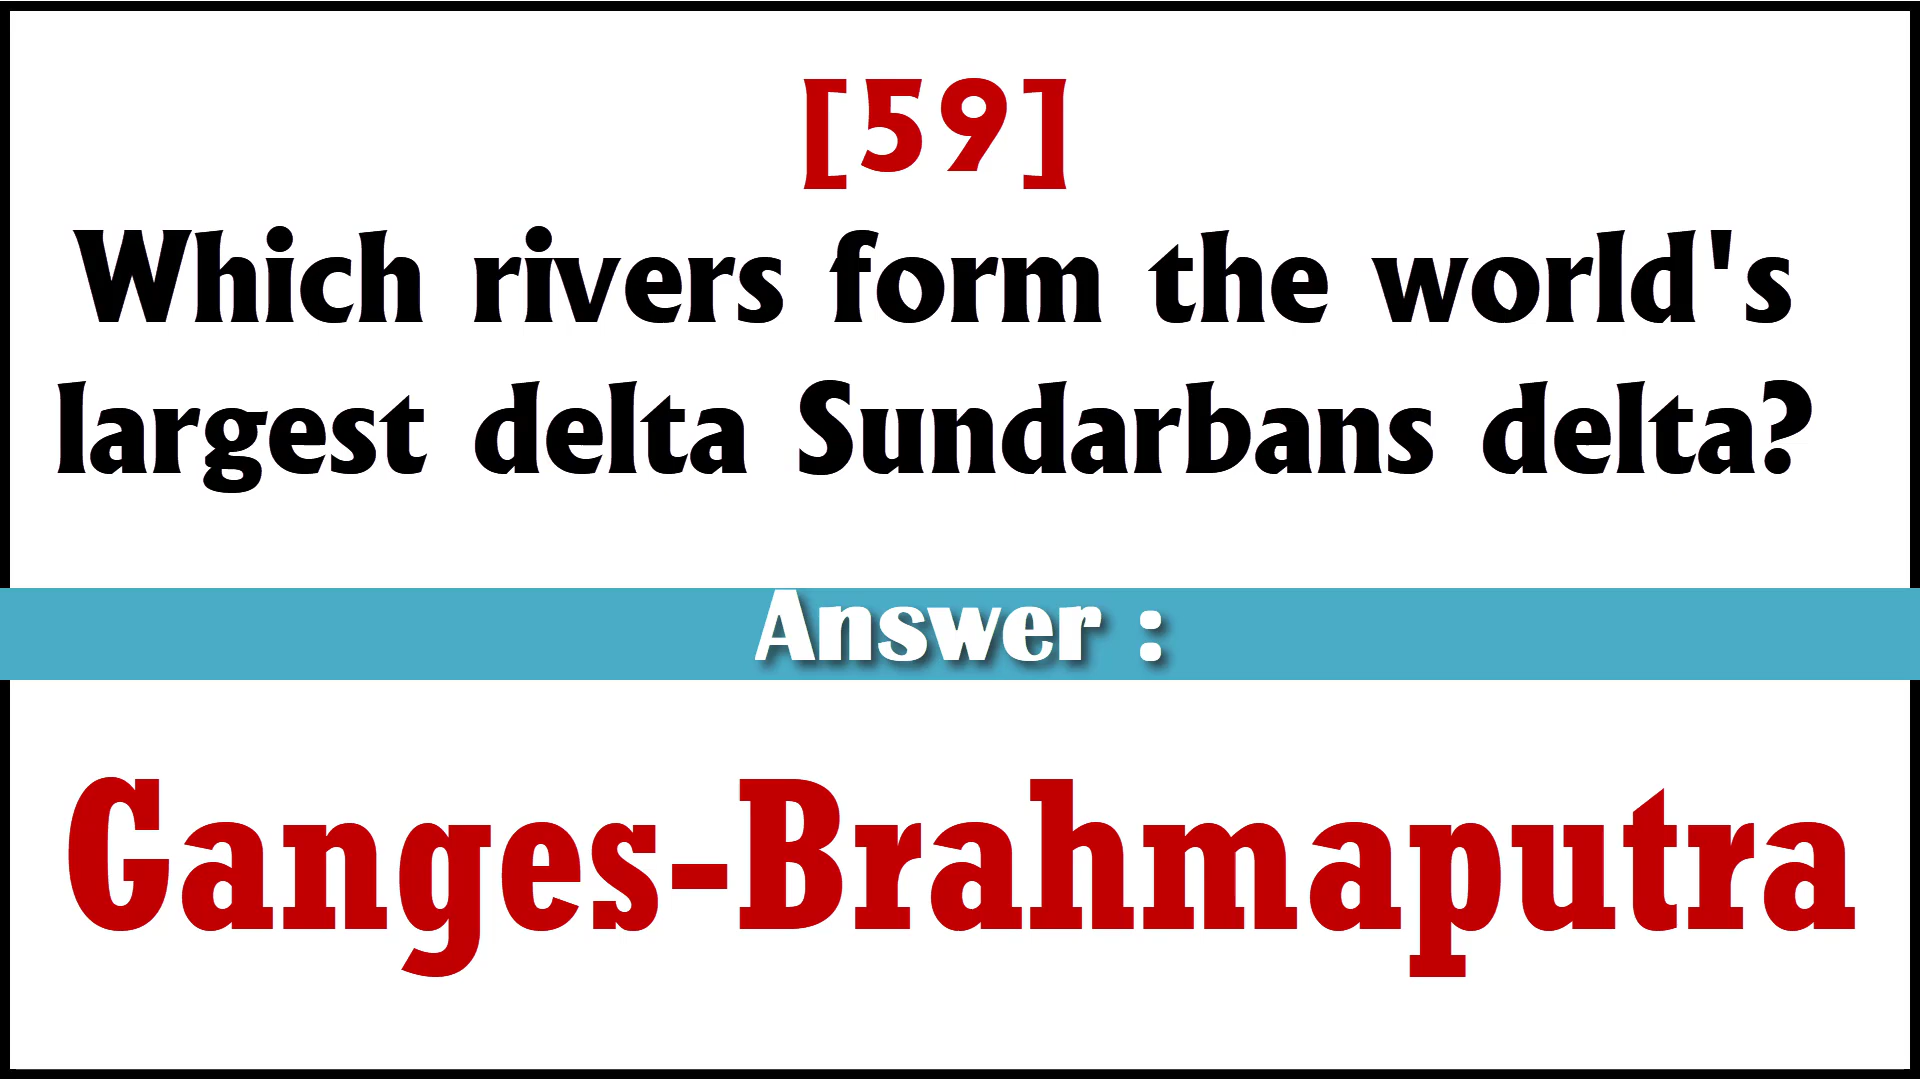 [59]
Which rivers form the world's
largest delta Sundarbans delta?
Answer :
Ganges-Brahmaputra